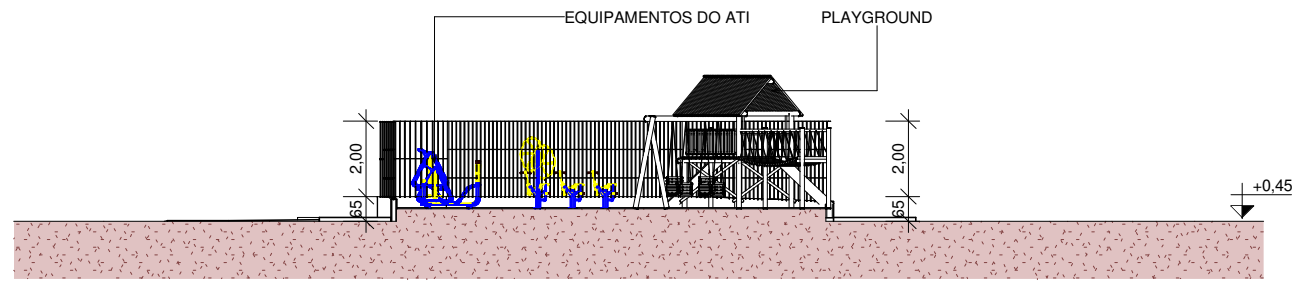 EQUIPAMENTOS DO ATI
PLAYGROUND
2,00
2,00
+0,45
65
65